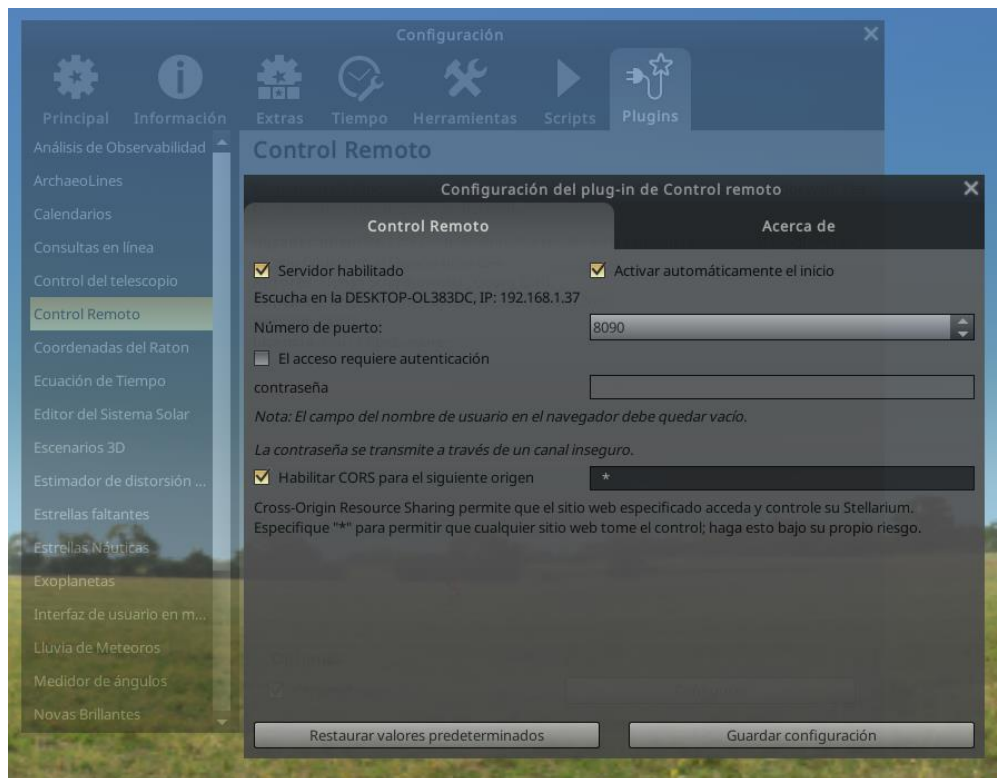 Configuración
Principal
Información
Extras
Tiempo
Herramientas
Scripts
Plugins
Análisis de Observabilidad
ArchaeoLines
Calendarios
Consultas en línea
Control del telescopio
Control Remoto
Coordenadas del Raton
Ecuación de Tiempo
Editor del Sistema Solar
Escenarios 3D
Estimador de distorsión ...
Estrellas faltantes
Estrellas Náuticas
Exoplanetas
Interfaz de usuario en m...
Lluvia de Meteoros
Medidor de ángulos
Novas Brillantes
Control Remoto
Configuración del plug-in de Control remoto
Control Remoto
Acerca de
Servidor habilitado
Activar automáticamente el inicio
Escucha en la DESKTOP-OL383DC, IP: 192.168.1.37
Número de puerto:
8090
El acceso requiere autenticación
contraseña
Nota: El campo del nombre de usuario en el navegador debe quedar vacío.
La contraseña se transmite a través de un canal inseguro.
Habilitar CORS para el siguiente origen
*
Cross-Origin Resource Sharing permite que el sitio web especificado acceda y controle su Stellarium.
Especifique "*" para permitir que cualquier sitio web tome el control; haga esto bajo su propio riesgo.
Restaurar valores predeterminados
Guardar configuración